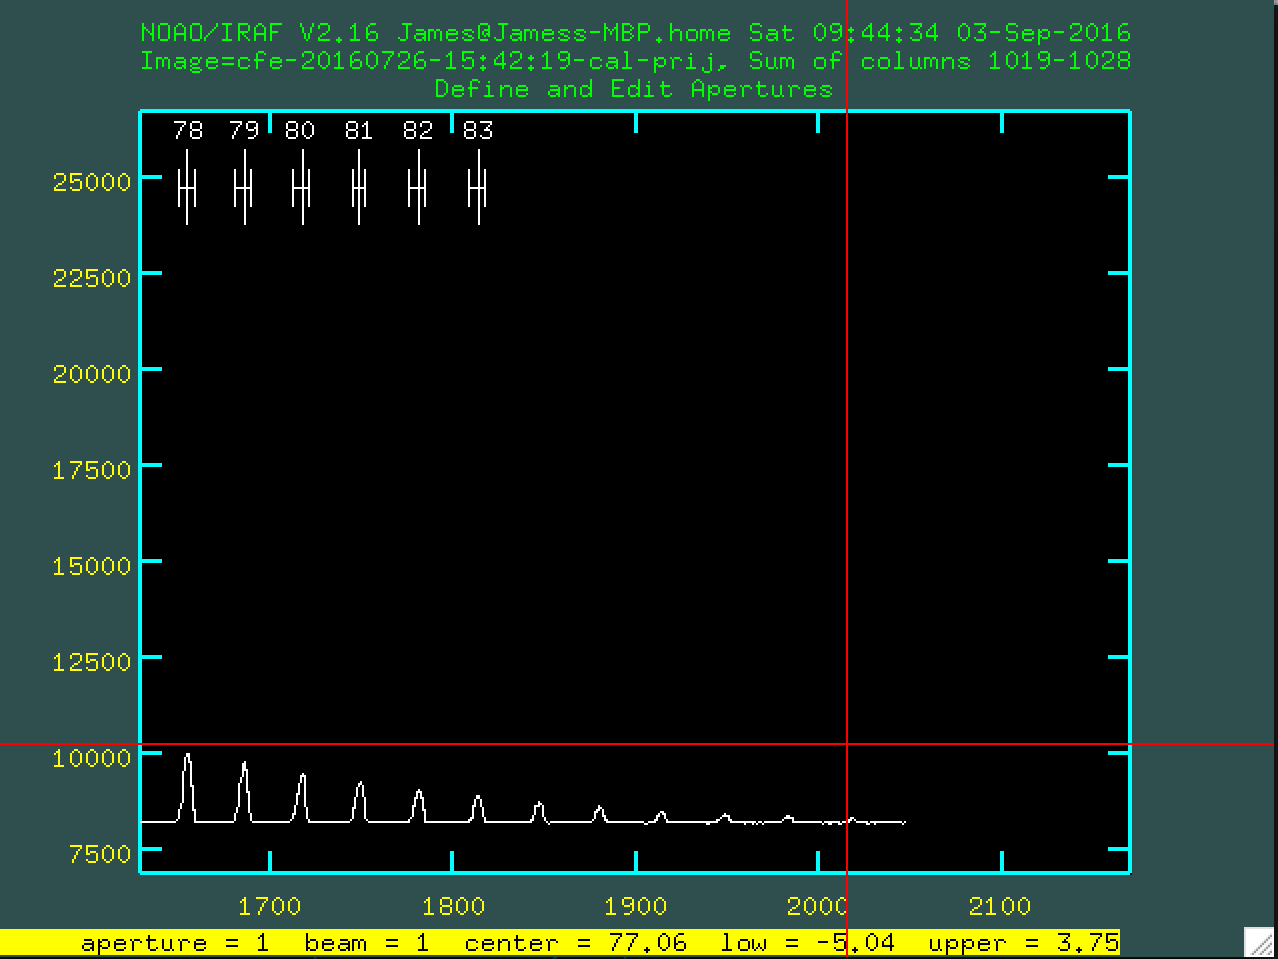 NOAO/IRAF V2.16 James@Jamess-MBP.home Sat 09:44:34 03-Sep-2016
Image=cfe-20160726-15:42:19-cal-prij, Sum of columns 1019-1028
Define and Edit Apertures
78 79 80 81 82 83
25000
22500
20000
17500
15000
12500
10000
7500
1700 1800 1900 2000 2100
aperture = 1 beam = 1 center = 77.06 low = -5.04 upper = 3.75